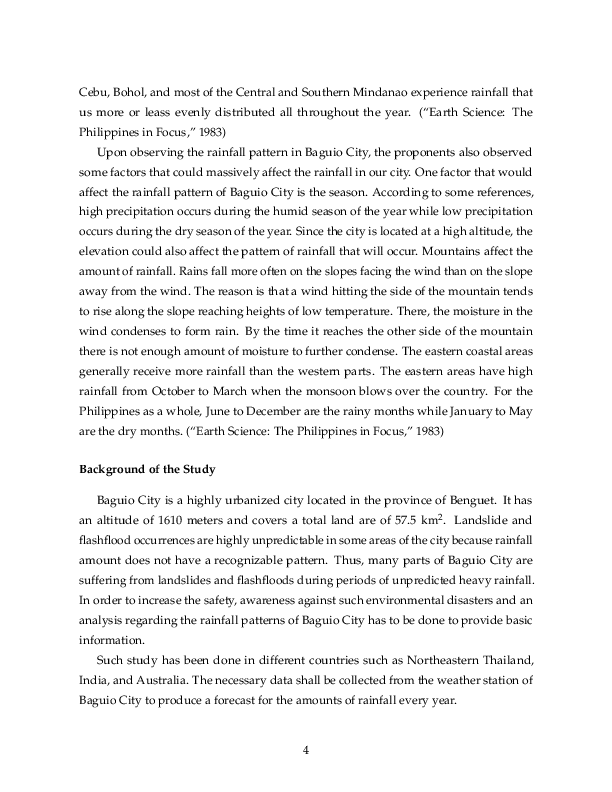 Cebu, Bohol, and most of the Central and Southern Mindanao experience rainfall that
us more or leass evenly distributed all throughout the year. (“Earth Science: The
Philippines in Focus,” 1983)
Upon observing the rainfall pattern in Baguio City, the proponents also observed
some factors that could massively affect the rainfall in our city. One factor that would
affect the rainfall pattern of Baguio City is the season. According to some references,
high precipitation occurs during the humid season of the year while low precipitation
occurs during the dry season of the year. Since the city is located at a high altitude, the
elevation could also affect the pattern of rainfall that will occur. Mountains affect the
amount of rainfall. Rains fall more often on the slopes facing the wind than on the slope
away from the wind. The reason is that a wind hitting the side of the mountain tends
to rise along the slope reaching heights of low temperature. There, the moisture in the
wind condenses to form rain. By the time it reaches the other side of the mountain
there is not enough amount of moisture to further condense. The eastern coastal areas
generally receive more rainfall than the western parts. The eastern areas have high
rainfall from October to March when the monsoon blows over the country. For the
Philippines as a whole, June to December are the rainy months while January to May
are the dry months. (“Earth Science: The Philippines in Focus,” 1983)
Background of the Study
Baguio City is a highly urbanized city located in the province of Benguet. It has
an altitude of 1610 meters and covers a total land are of 57.5 km². Landslide and
flashflood occurrences are highly unpredictable in some areas of the city because rainfall
amount does not have a recognizable pattern. Thus, many parts of Baguio City are
suffering from landslides and flashfloods during periods of unpredicted heavy rainfall.
In order to increase the safety, awareness against such environmental disasters and an
analysis regarding the rainfall patterns of Baguio City has to be done to provide basic
information.
Such study has been done in different countries such as Northeastern Thailand,
India, and Australia. The necessary data shall be collected from the weather station of
Baguio City to produce a forecast for the amounts of rainfall every year.
4